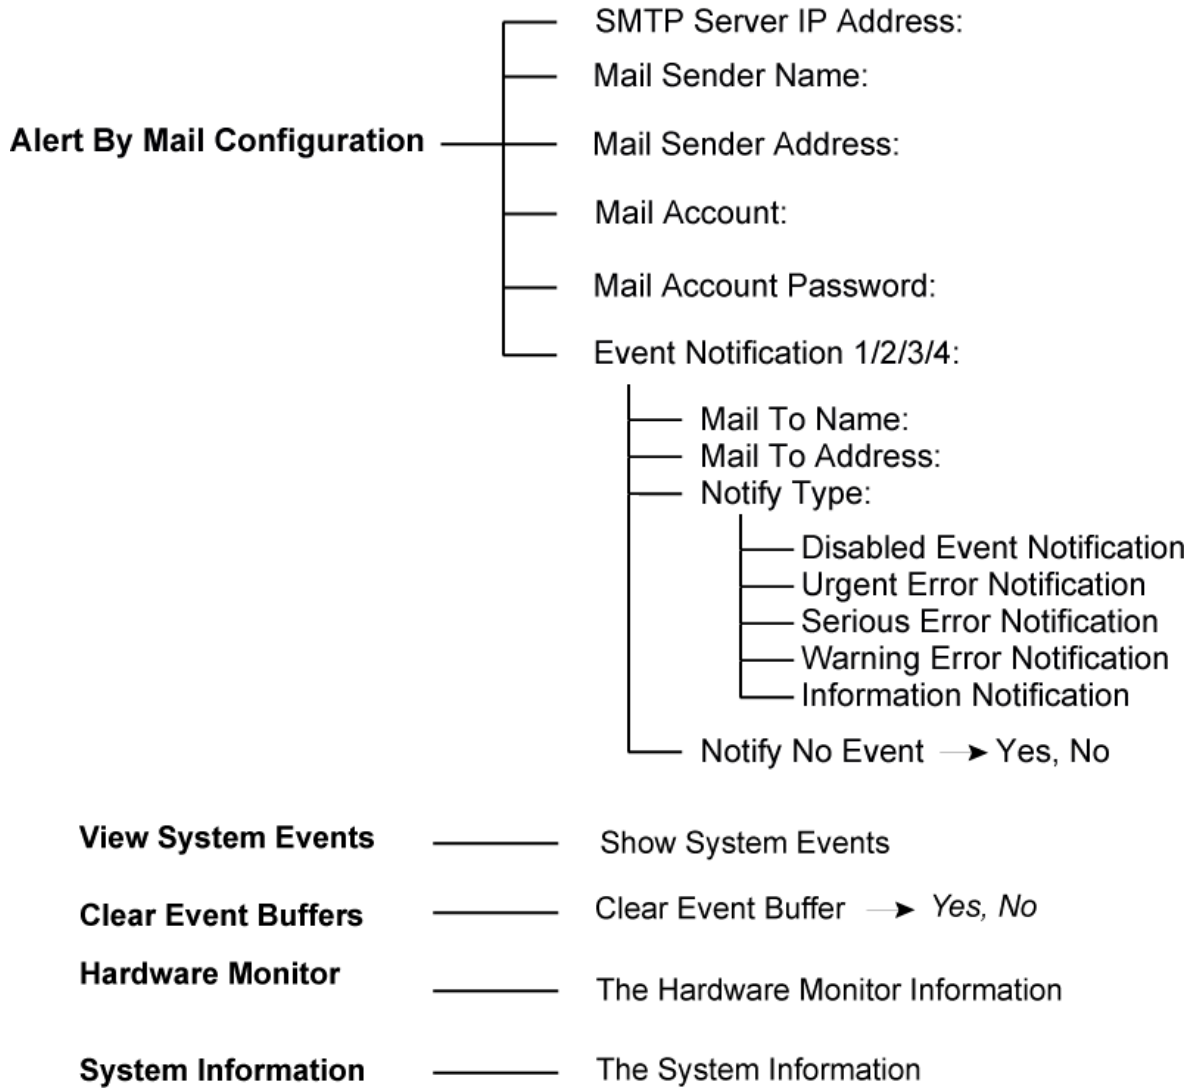 SMTP Server IP Address:
Mail Sender Name:
Alert By Mail Configuration
Mail Sender Address:
Mail Account:
Mail Account Password:
Event Notification 1/2/3/4:
Mail To Name:
Mail To Address:
Notify Type:
Disabled Event Notification
Urgent Error Notification
Serious Error Notification
Warning Error Notification
Information Notification
Notify No Event → Yes, No
View System Events
Show System Events
Clear Event Buffers
Clear Event Buffer → Yes, No
Hardware Monitor
The Hardware Monitor Information
System Information
The System Information